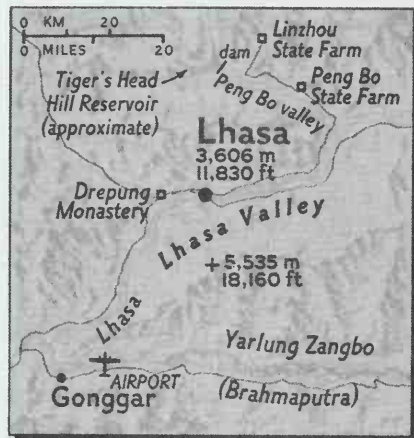 0 KM 20
0 MILES 20
dam
Linzhou
State Farm
Tiger's Head
Hill Reservoir
(approximate)
Peng Bo
State Farm
Peng Bo valley
Lhasa
3,606 m
11,830 ft
Drepung
Monastery
Lhasa Valley
+5,535 m
18,160 ft
Lhasa
Yarlung Zangbo
(Brahmaputra)
AIRPORT
Gonggar